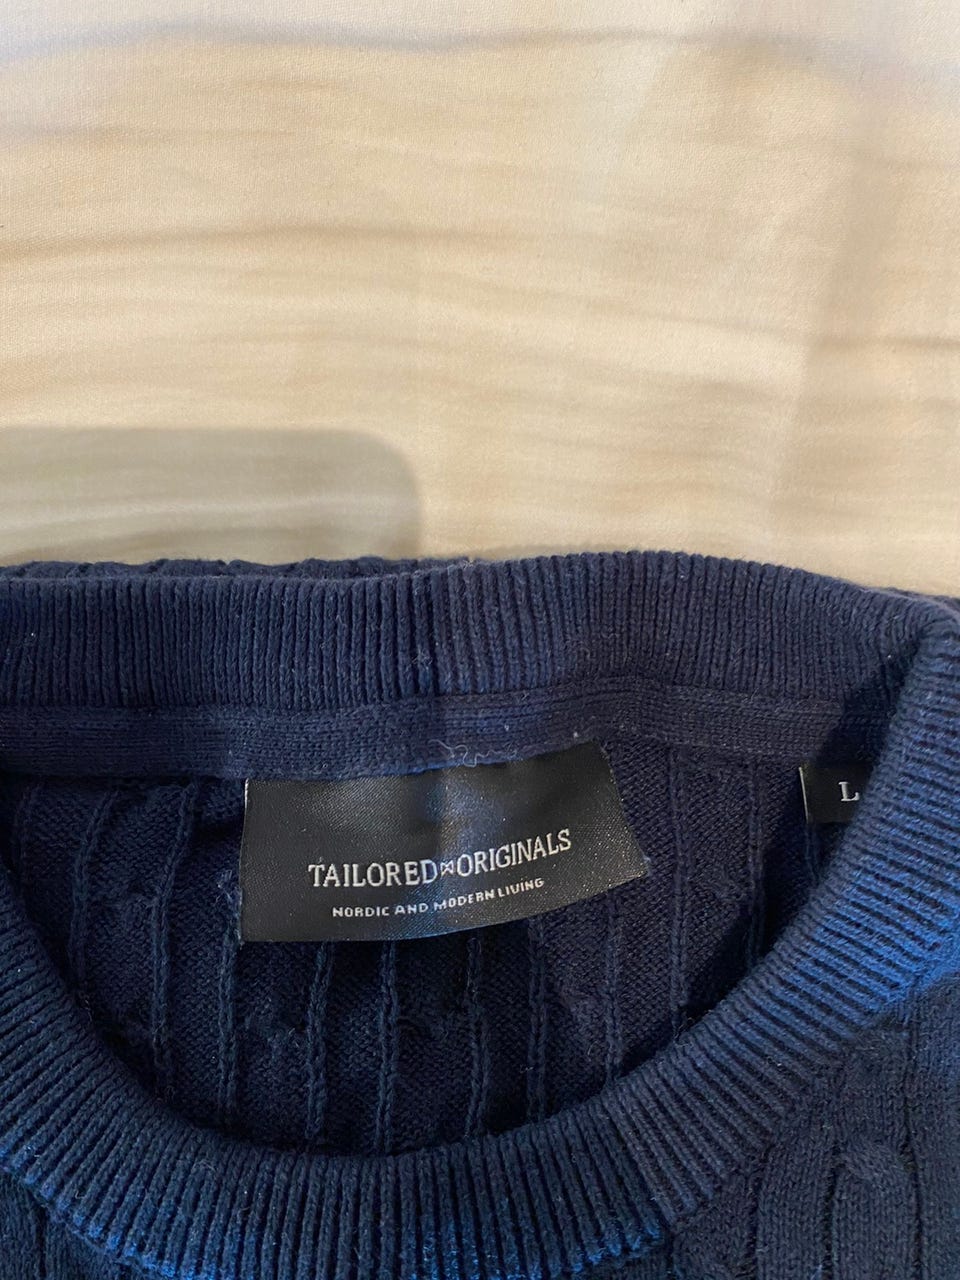 TAILORED⋈ORIGINALS
NORDIC AND MODERN LIVING
L